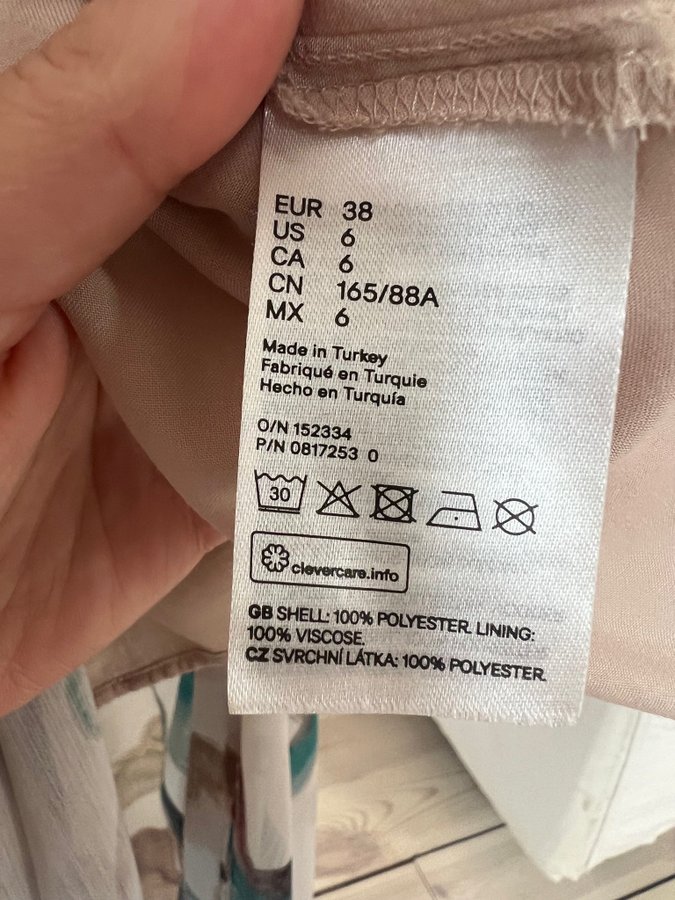 EUR 38
US 6
CA 6
CN 165/88A
MX 6
Made in Turkey
Fabriqué en Turquie
Hecho en Turquía
O/N 152334
P/N 0817253 0
30
clevercare.info
GB SHELL: 100% POLYESTER. LINING:
100% VISCOSE.
CZ SVRCHNÍ LÁTKA: 100% POLYESTER.